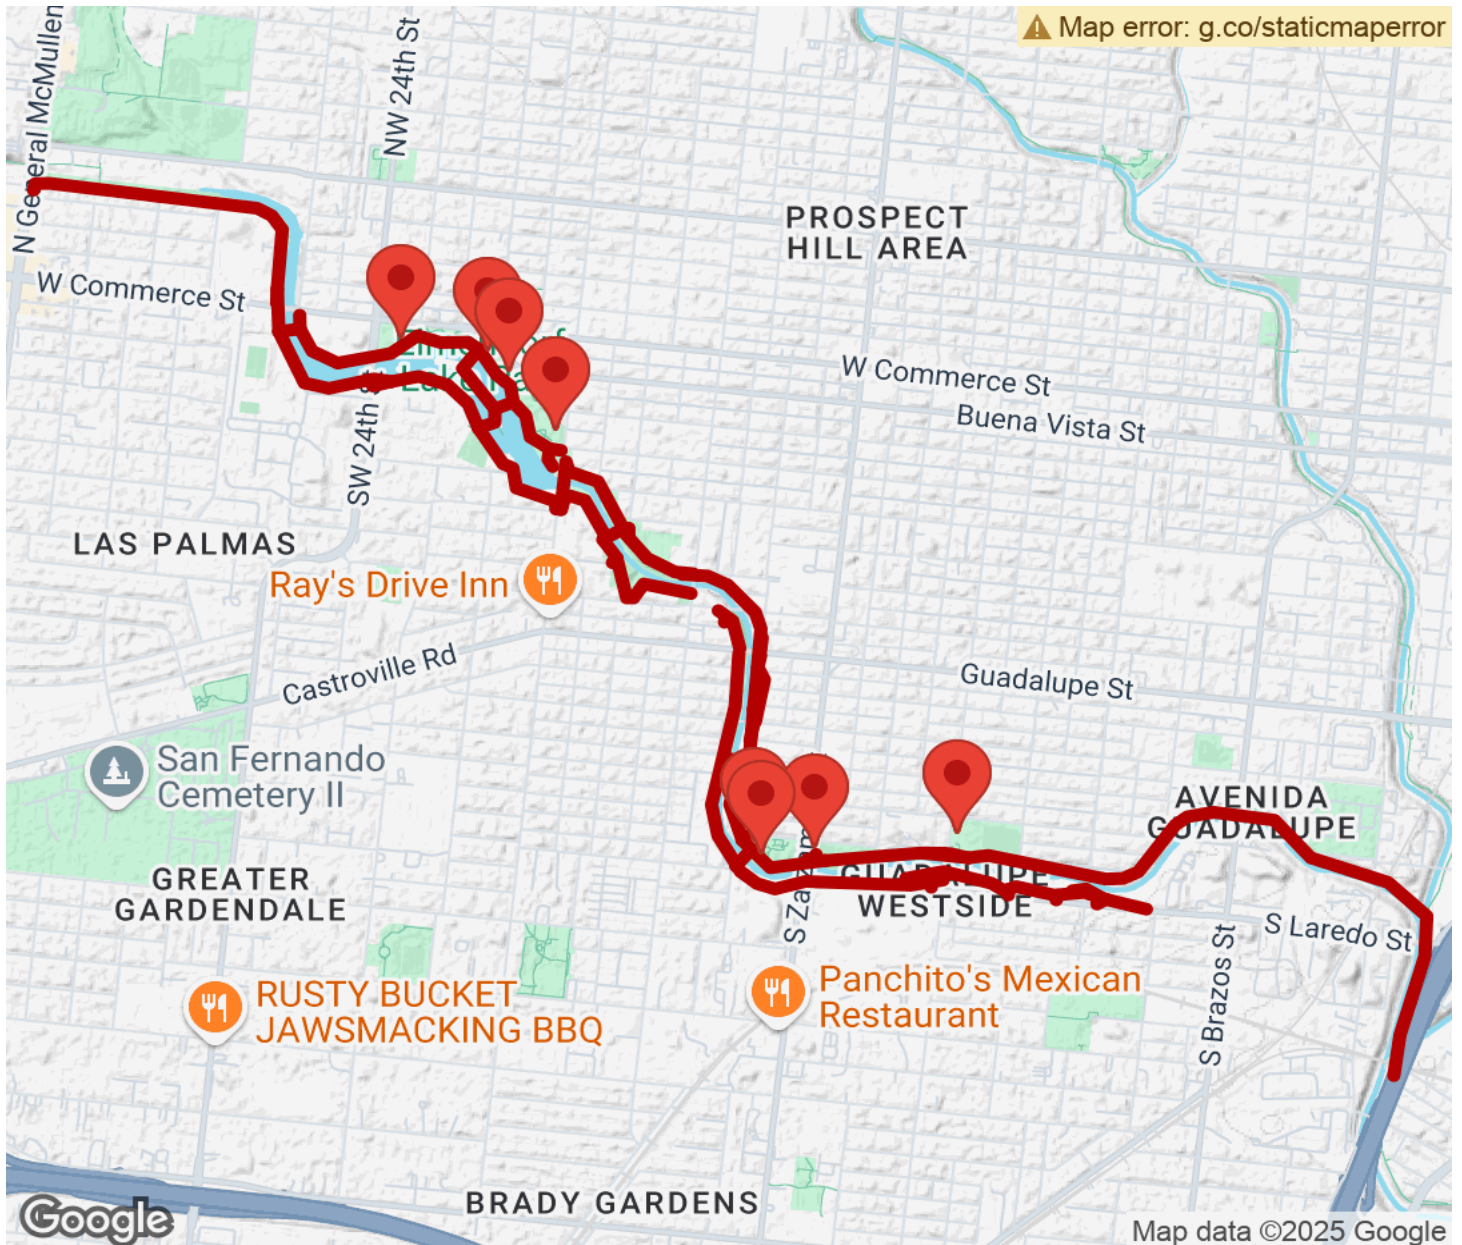 Map error: g.co/staticmaperror
N General McMullen
NW 24th St
PROSPECT
HILL AREA
W Commerce St
W Commerce St
Buena Vista St
SW 24th
LAS PALMAS
Ray's Drive Inn
Castroville Rd
Guadalupe St
San Fernando
Cemetery II
AVENIDA
GUADALUPE
GREATER
GARDENDALE
GUADALUPE
WESTSIDE
S Laredo St
S Brazos St
RUSTY BUCKET
JAWSMACKING BBQ
Panchito's Mexican
Restaurant
BRADY GARDENS
Google
Map data ©2025 Google